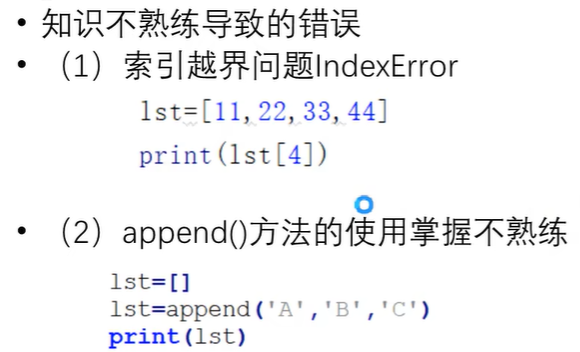 • 知识不熟练导致的错误
• （1）索引越界问题IndexError
lst=[11,22,33,44]
print(lst[4])
• （2）append()方法的使用掌握不熟练
lst=[]
lst=append('A','B','C')
print(lst)